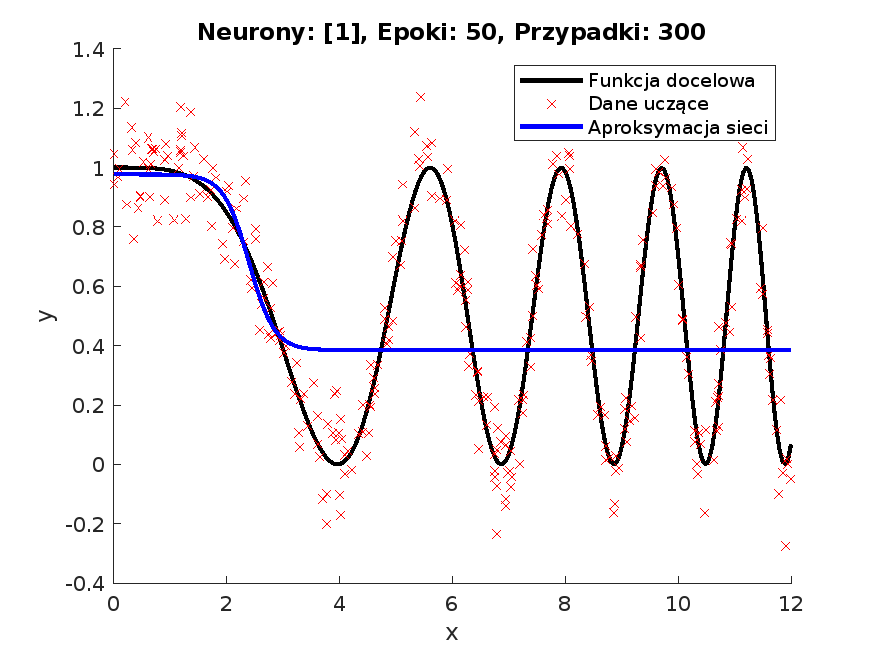 Neurony: [1], Epoki: 50, Przypadki: 300
1.4
1.2
1
0.8
0.6
0.4
0.2
0
-0.2
-0.4
y
Funkcja docelowa
Dane uczące
Aproksymacja sieci
0 2 4 6 8 10 12
x